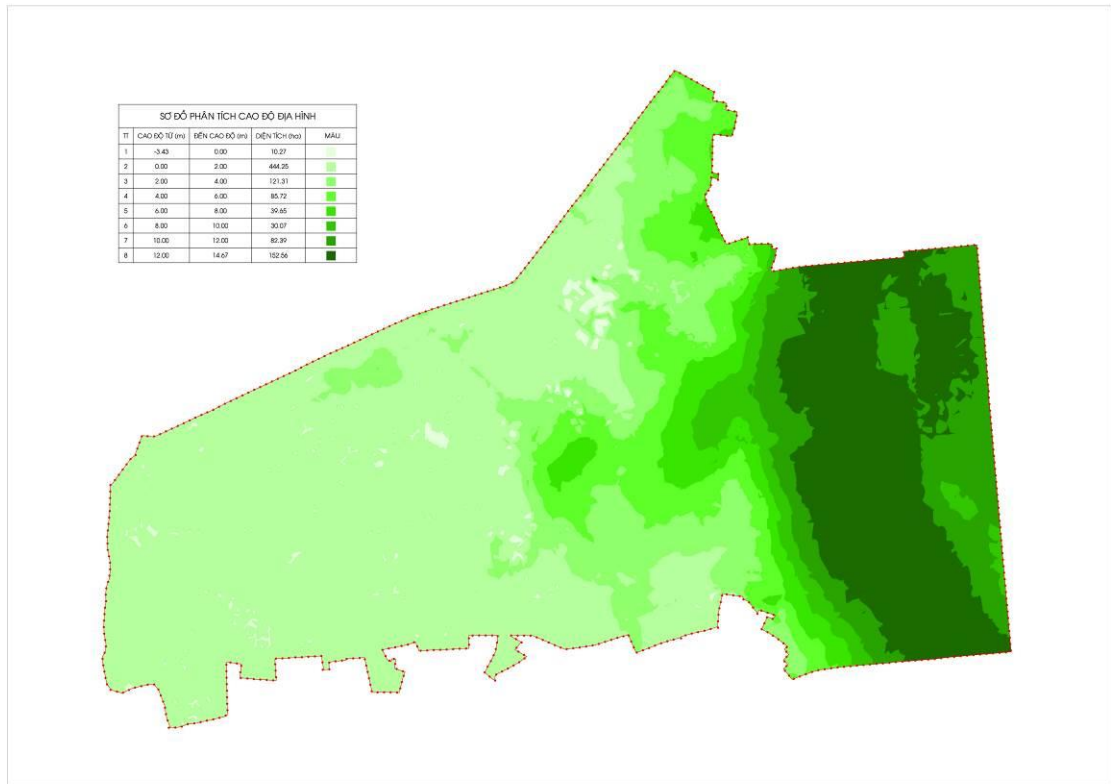 SƠ ĐỒ PHÂN TÍCH CAO ĐỘ ĐỊA HÌNH
TT CAO ĐỘ TỪ (m) ĐẾN CAO ĐỘ (m) DIỆN TÍCH (ha) MÀU
1 -3.43 0.00 10.27
2 0.00 2.00 444.25
3 2.00 4.00 121.31
4 4.00 6.00 85.72
5 6.00 8.00 39.65
6 8.00 10.00 30.07
7 10.00 12.00 82.39
8 12.00 14.67 152.56